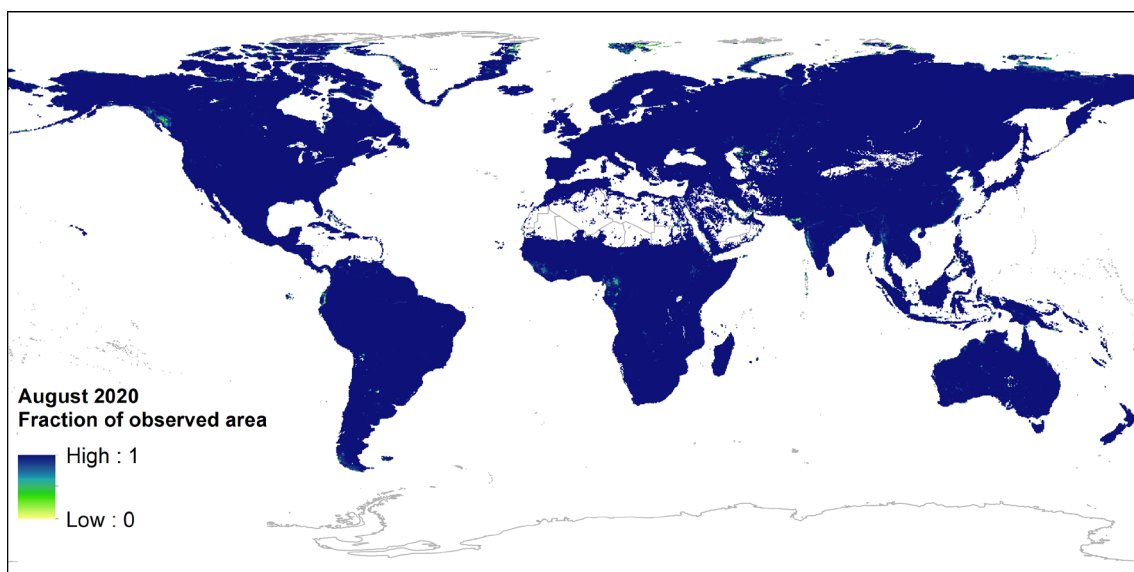 August 2020
Fraction of observed area
High : 1
Low : 0